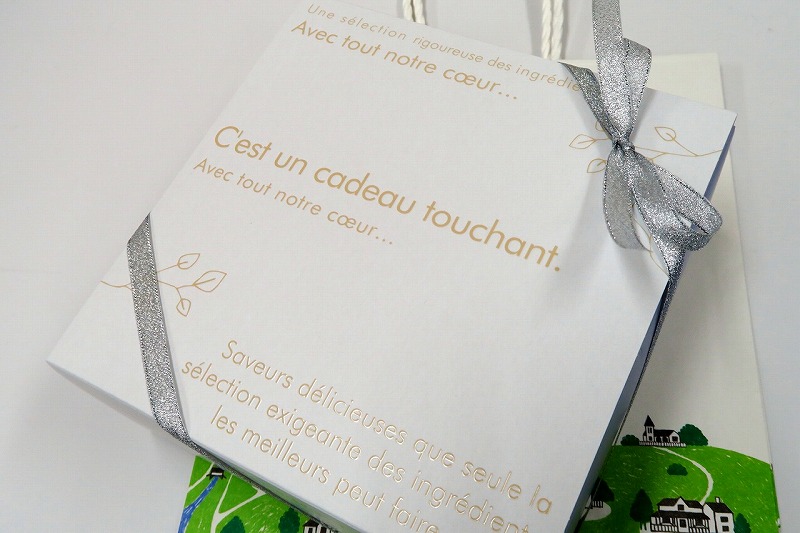 Une sélection rigoureuse des
Avec tout notre cœur...
C'est un cadeau touchant.
Avec tout notre cœur...
Saveurs délicieuses que seule la
sélection exigeante des
les meilleurs peut faire